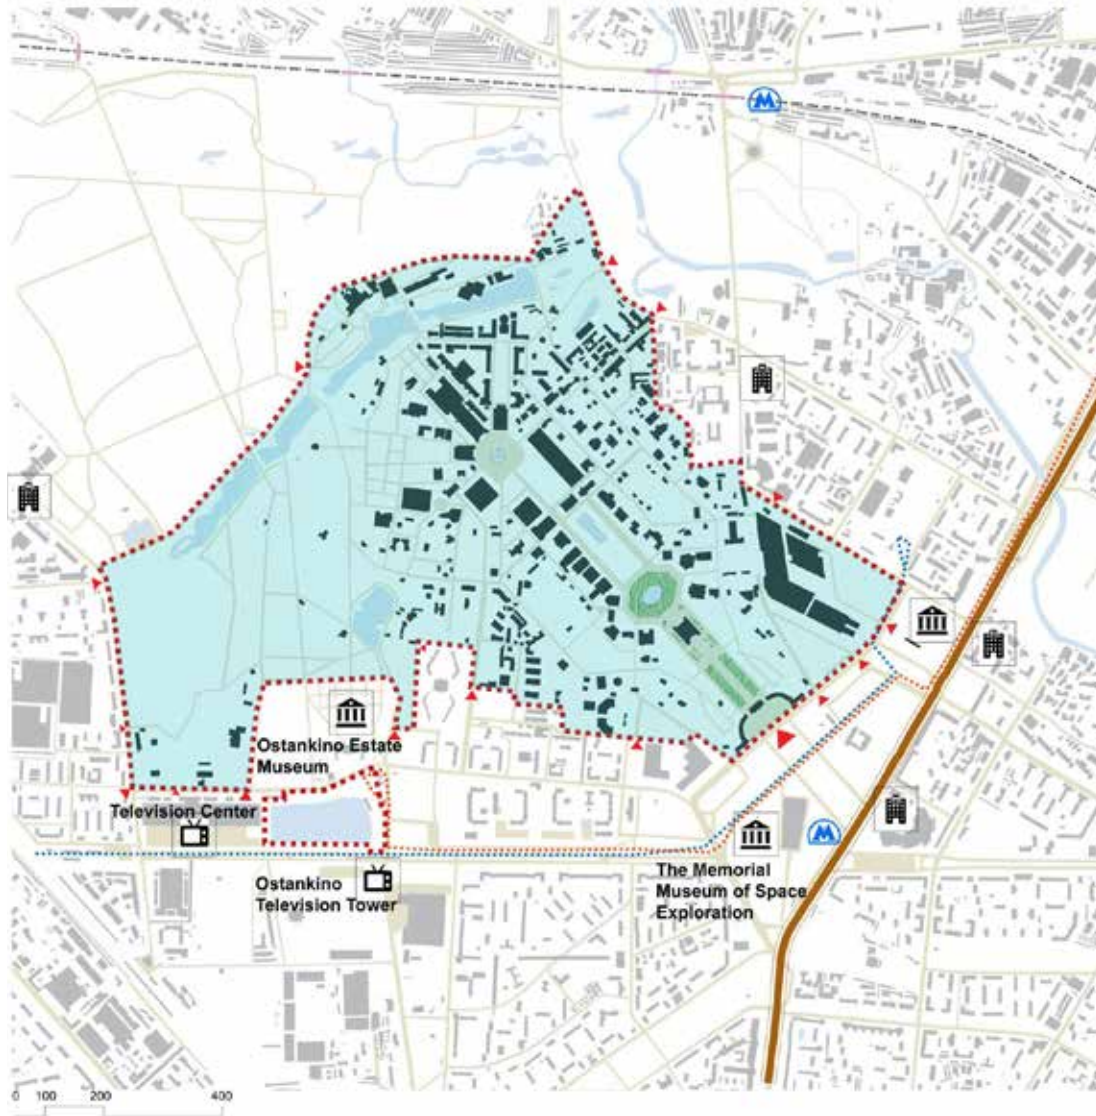 M
Ostankino Estate
Museum
Television Center
Ostankino
Television Tower
M
The Memorial
Museum of Space
Exploration
0 100 200 400